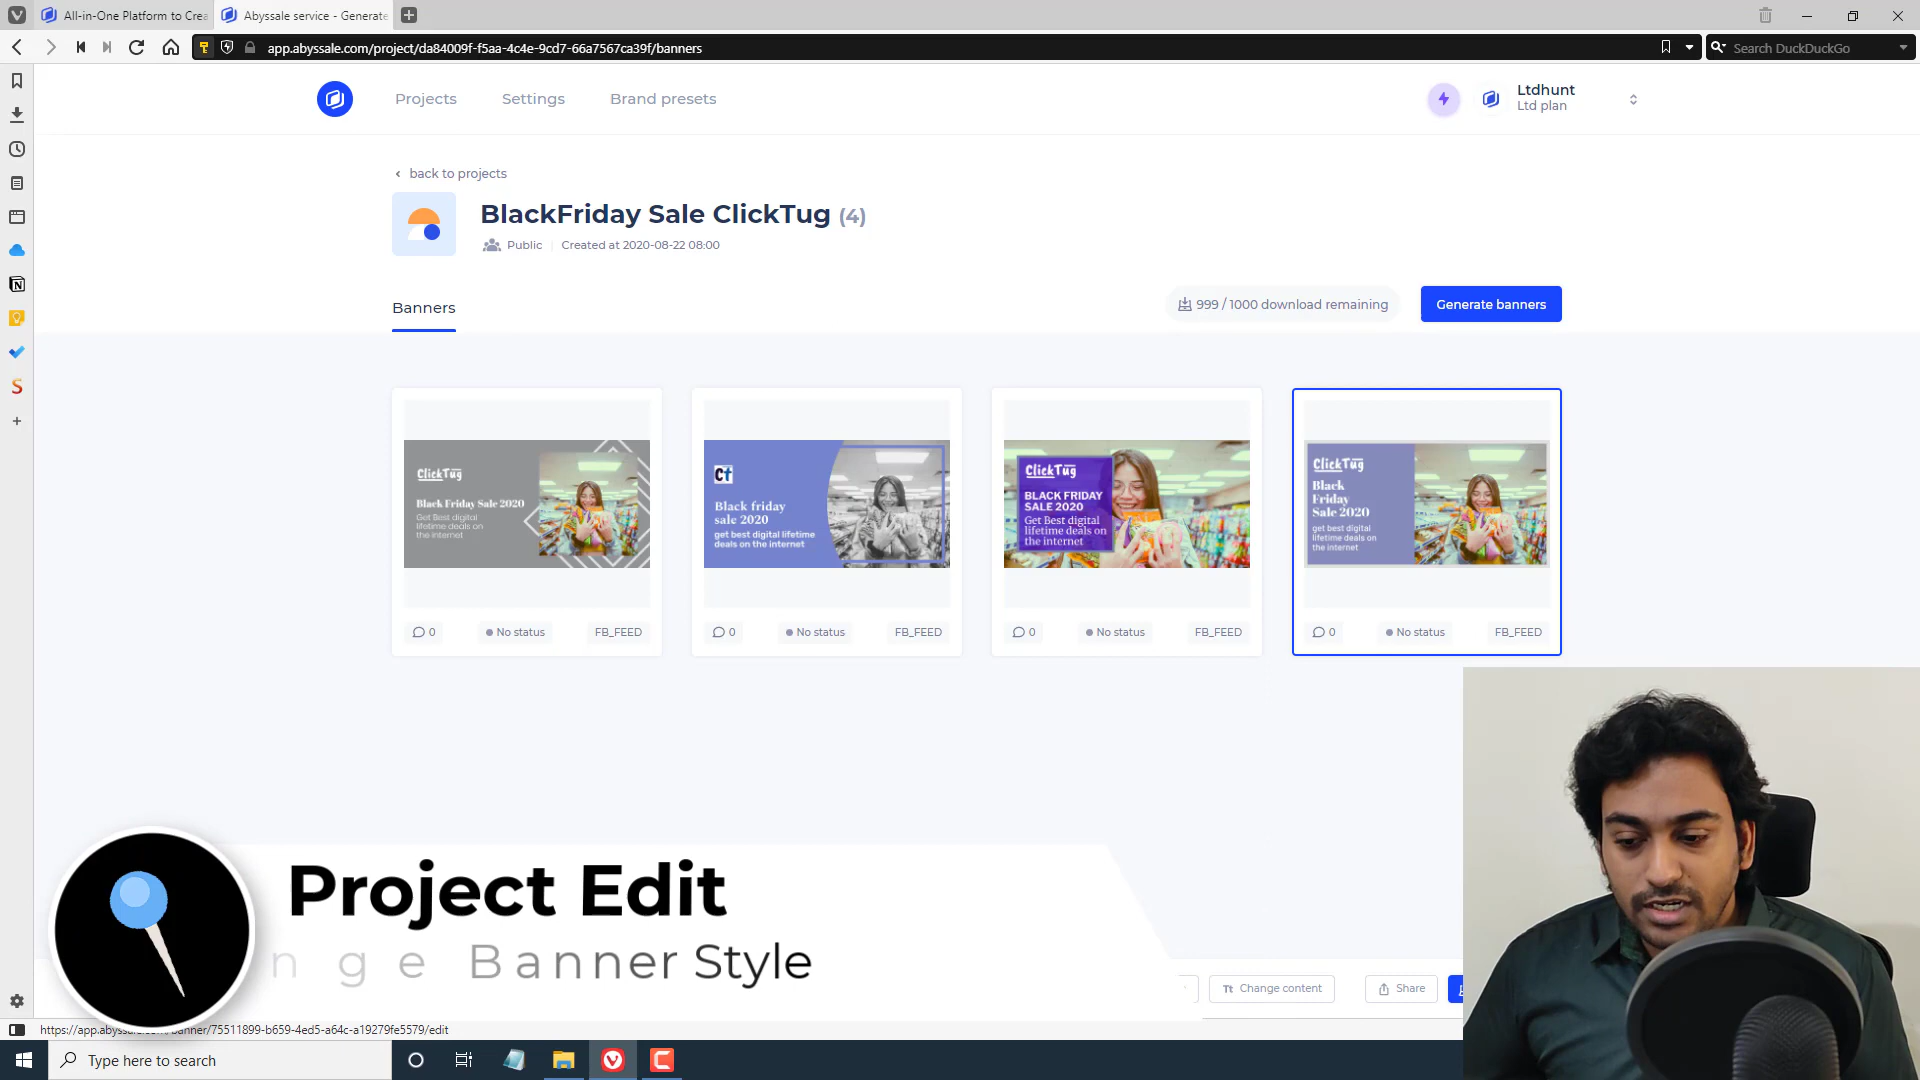 All-in-One Platform to Crea
Abyssale service - Generate
app.abyssale.com/project/da84009f-f5aa-4c4e-9cd7-66a7567ca39f/banners
Search DuckDuckGo
Projects
Settings
Brand presets
Ltdhunt
Ltd plan
back to projects
BlackFriday Sale ClickTug (4)
Public
Created at 2020-08-22 08:00
Banners
999 / 1000 download remaining
Generate banners
ClickTug
Black Friday Sale 2020
Get Best digital
lifetime deals on
the internet
Ct
Black friday
sale 2020
get best digital lifetime
deals on the internet
ClickTug
BLACK FRIDAY
SALE 2020
Get Best digital
lifetime deals on
the internet
ClickTug
Black
Friday
Sale 2020
get best digital
lifetime deals
on the internet
0
No status
FB_FEED
0
No status
FB_FEED
0
No status
FB_FEED
0
No status
FB_FEED
Project Edit
nge Banner Style
Tt Change content
Share
https://app.abyssale.com/banner/75511899-b659-4ed5-a64c-a19279fe5579/edit
Type here to search